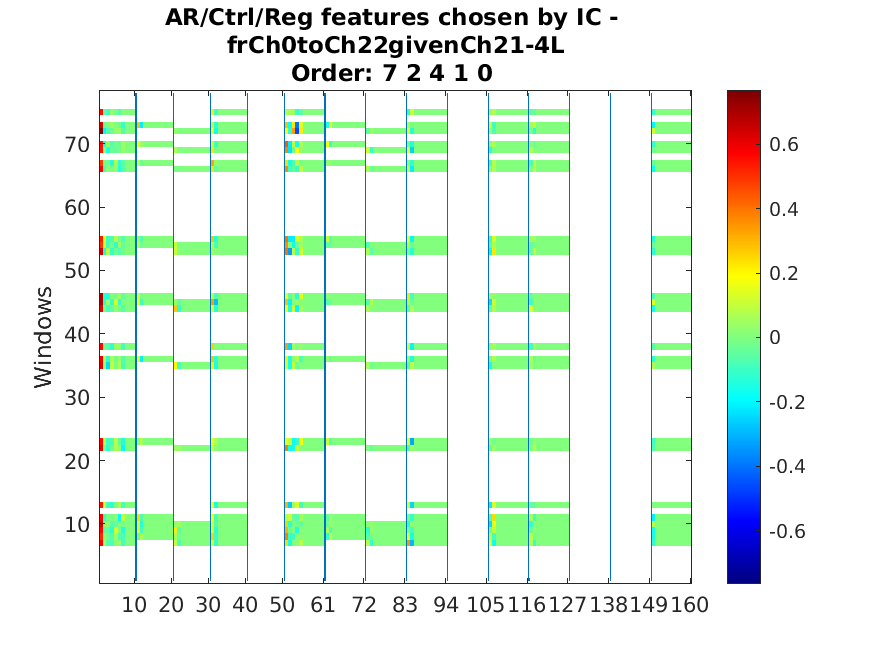 AR/Ctrl/Reg features chosen by IC -
frCh0toCh22givenCh21-4L
Order: 7 2 4 1 0
Windows
70
60
50
40
30
20
10
10 20 30 40 50 61 72 83 94 105 116 127 138 149 160
0.6
0.4
0.2
0
-0.2
-0.4
-0.6